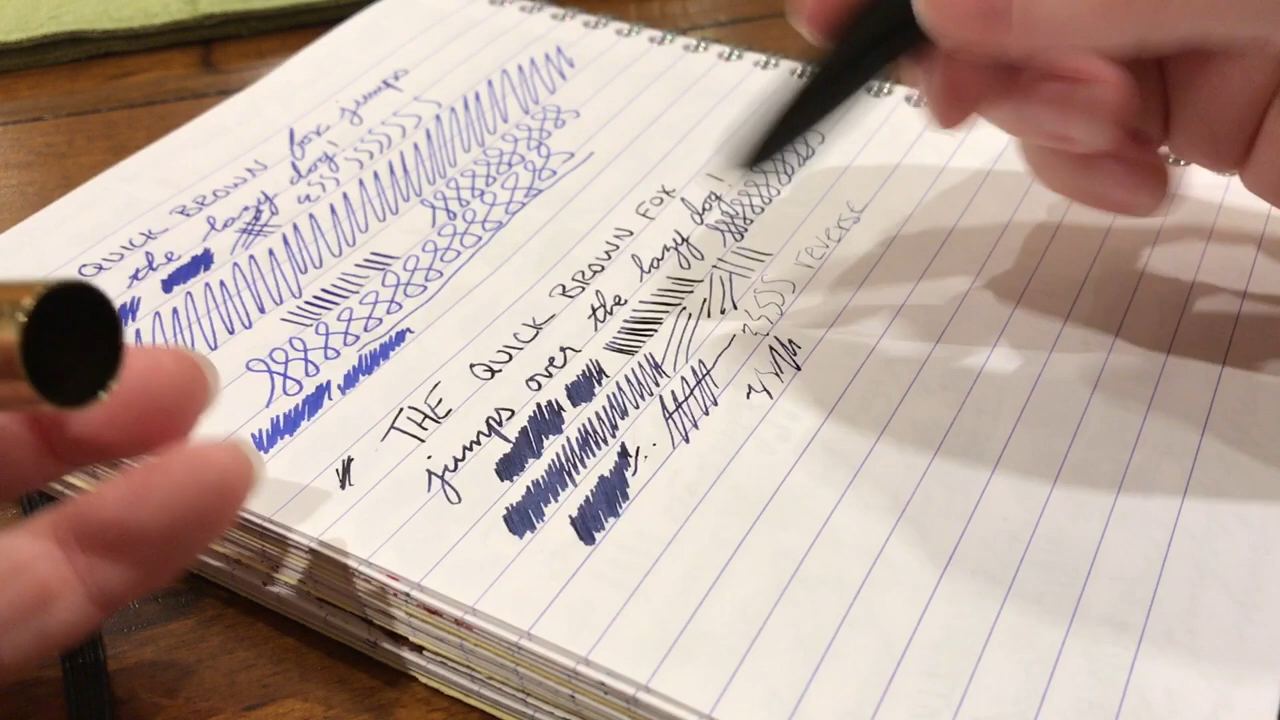 QUICK BROWN fox jumps
the lazy dog!
THE QUICK BROWN FOX
jumps over the lazy dog!
reverse